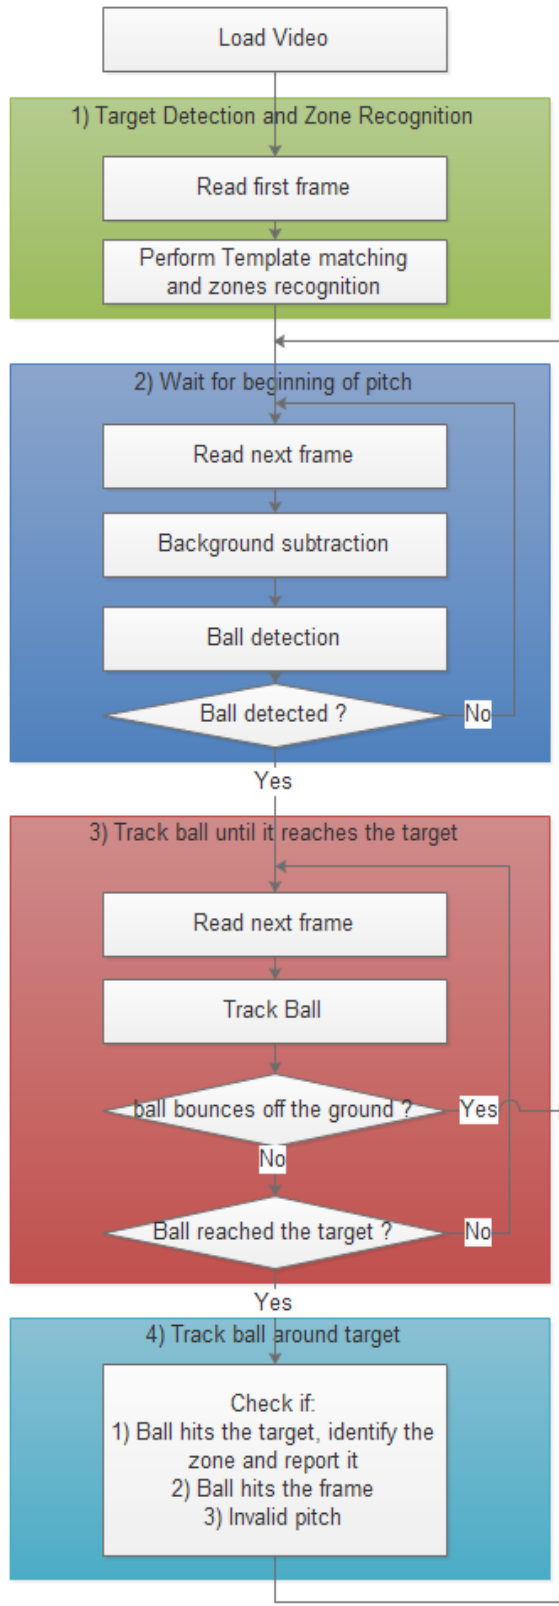 Load Video
1) Target Detection and Zone Recognition
Read first frame
Perform Template matching
and zones recognition
2) Wait for beginning of pitch
Read next frame
Background subtraction
Ball detection
Ball detected ?
No
Yes
3) Track ball until it reaches the target
Read next frame
Track Ball
ball bounces off the ground ?
Yes
No
Ball reached the target ?
No
Yes
4) Track ball around target
Check if:
1) Ball hits the target, identify the
zone and report it
2) Ball hits the frame
3) Invalid pitch